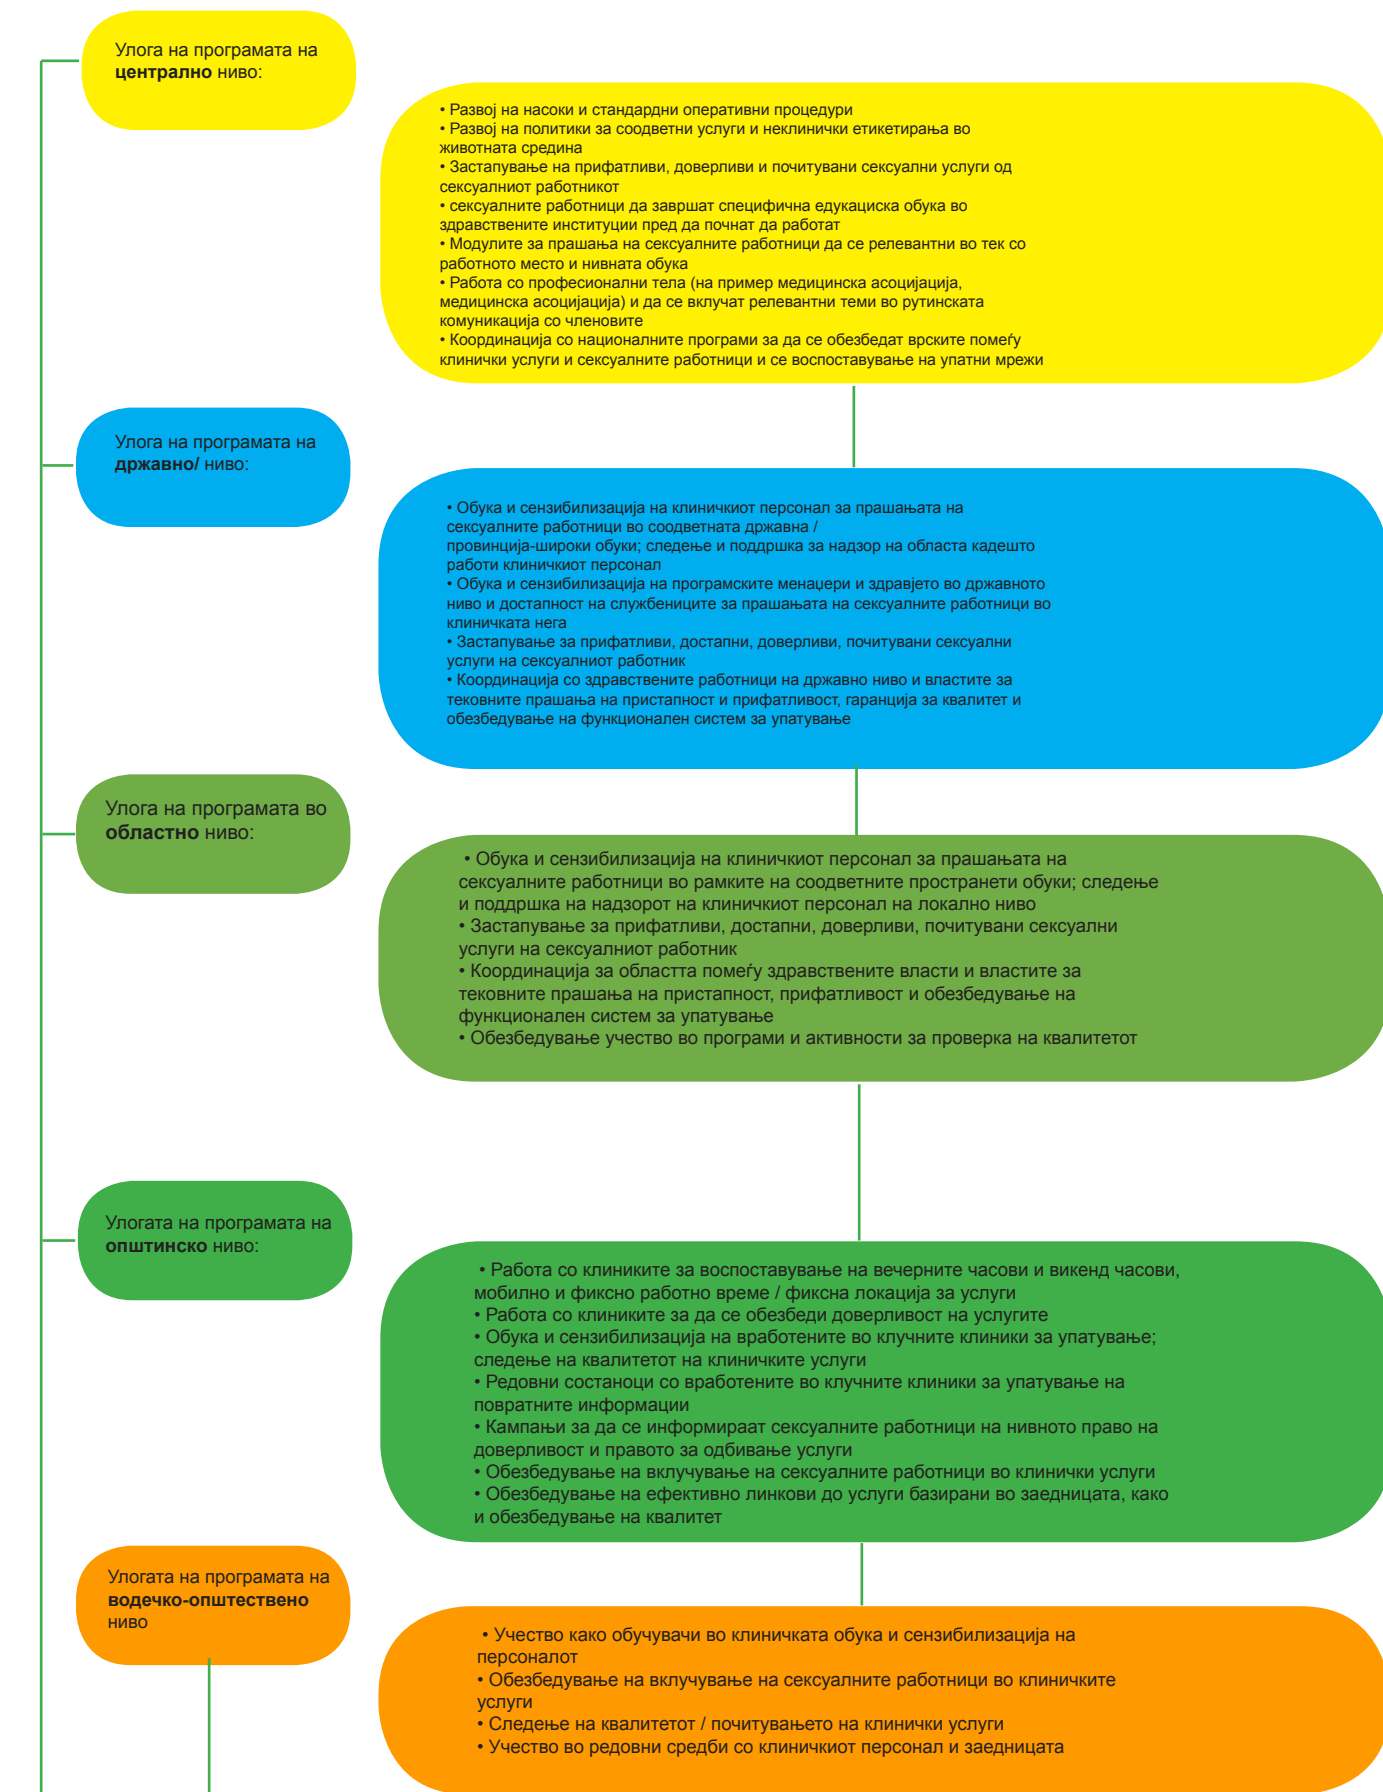 Улога на програмата на
централно ниво:
• Развој на насоки и стандардни оперативни процедури
• Развој на политики за соодветни услуги и неклинички етикетирања во
животната средина
• Застапување на прифатливи, доверливи и почитувани сексуални услуги од
сексуалниот работникот
• сексуалните работници да завршат специфична едукациска обука во
здравствените институции пред да почнат да работат
• Модулите за прашања на сексуалните работници да се релевантни во тек со
работното место и нивната обука
• Работа со професионални тела (на пример медицинска асоцијација,
медицинска асоцијација) и да се вклучат релевантни теми во рутинската
комуникација со членовите
• Координација со националните програми за да се обезбедат врските помеѓу
клинички услуги и сексуалните работници и се воспоставување на упатни мрежи
Улога на програмата на
државно/ ниво:
• Обука и сензибилизација на клиничкиот персонал за прашањата на
сексуалните работници во соодветната државна /
провинција-широки обуки; следење и поддршка за надзор на областа кадешто
работи клиничкиот персонал
• Обука и сензибилизација на програмските менаџери и здравјето во државното
ниво и достапност на службениците за прашањата на сексуалните работници во
клиничката нега
• Застапување за прифатливи, достапни, доверливи, почитувани сексуални
услуги на сексуалниот работник
• Координација со здравствените работници на државно ниво и властите за
тековните прашања на пристапност и прифатливост, гаранција за квалитет и
обезбедување на функционален систем за упатување
Улога на програмата во
областно ниво:
• Обука и сензибилизација на клиничкиот персонал за прашањата на
сексуалните работници во рамките на соодветните пространети обуки; следење
и поддршка на надзорот на клиничкиот персонал на локално ниво
• Застапување за прифатливи, достапни, доверливи, почитувани сексуални
услуги на сексуалниот работник
• Координација за областта помеѓу здравствените власти и властите за
тековните прашања на пристапност, прифатливост и обезбедување на
функционален систем за упатување
• Обезбедување учество во програми и активности за проверка на квалитетот
Улогата на програмата на
општинско ниво:
• Работа со клиниките за воспоставување на вечерните часови и викенд часови,
мобилно и фиксно работно време / фиксна локација за услуги
• Работа со клиниките за да се обезбеди доверливост на услугите
• Обука и сензибилизација на вработените во клучните клиники за упатување;
следење на квалитетот на клиничките услуги
• Редовни состаноци со вработените во клучните клиники за упатување на
повратните информации
• Кампањи за да се информираат сексуалните работници на нивното право на
доверливост и правото за одбивање услуги
• Обезбедување на вклучување на сексуалните работници во клинички услуги
• Обезбедување на ефективно линкови до услуги базирани во заедницата, како
и обезбедување на квалитет
Улогата на програмата на
водечко-општествено
ниво
• Учество како обучувачи во клиничката обука и сензибилизација на
персоналот
• Обезбедување на вклучување на сексуалните работници во клиничките
услуги
• Следење на квалитетот / почитувањето на клинички услуги
• Учество во редовни средби со клиничкиот персонал и заедницата